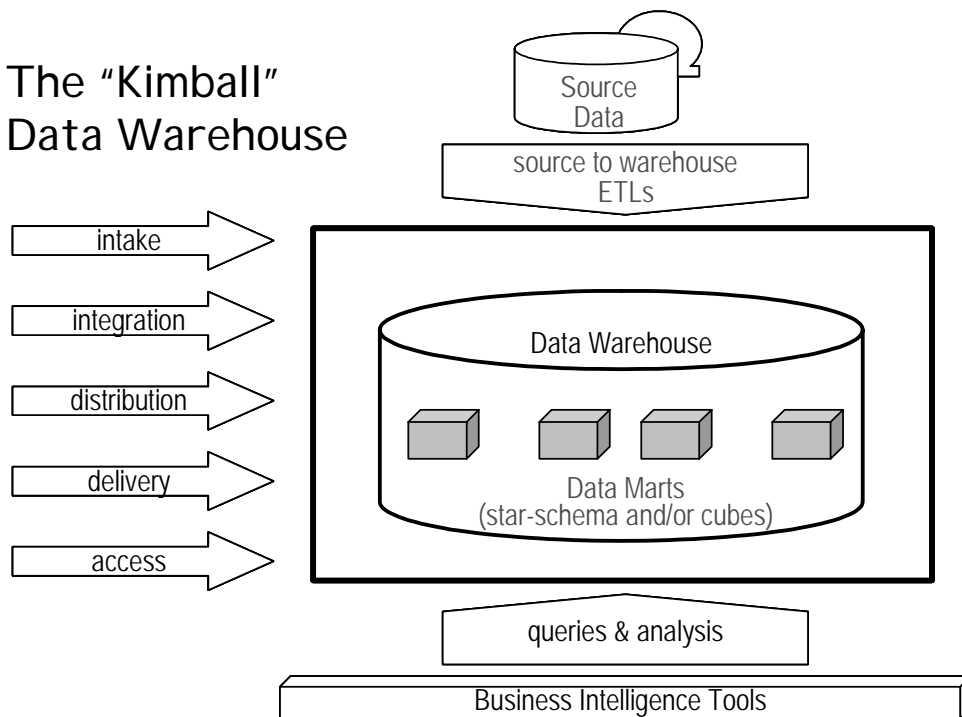 The “Kimball”
Data Warehouse
Source
Data
source to warehouse
ETLs
intake
integration
distribution
delivery
access
Data Warehouse
Data Marts
(star-schema and/or cubes)
queries & analysis
Business Intelligence Tools